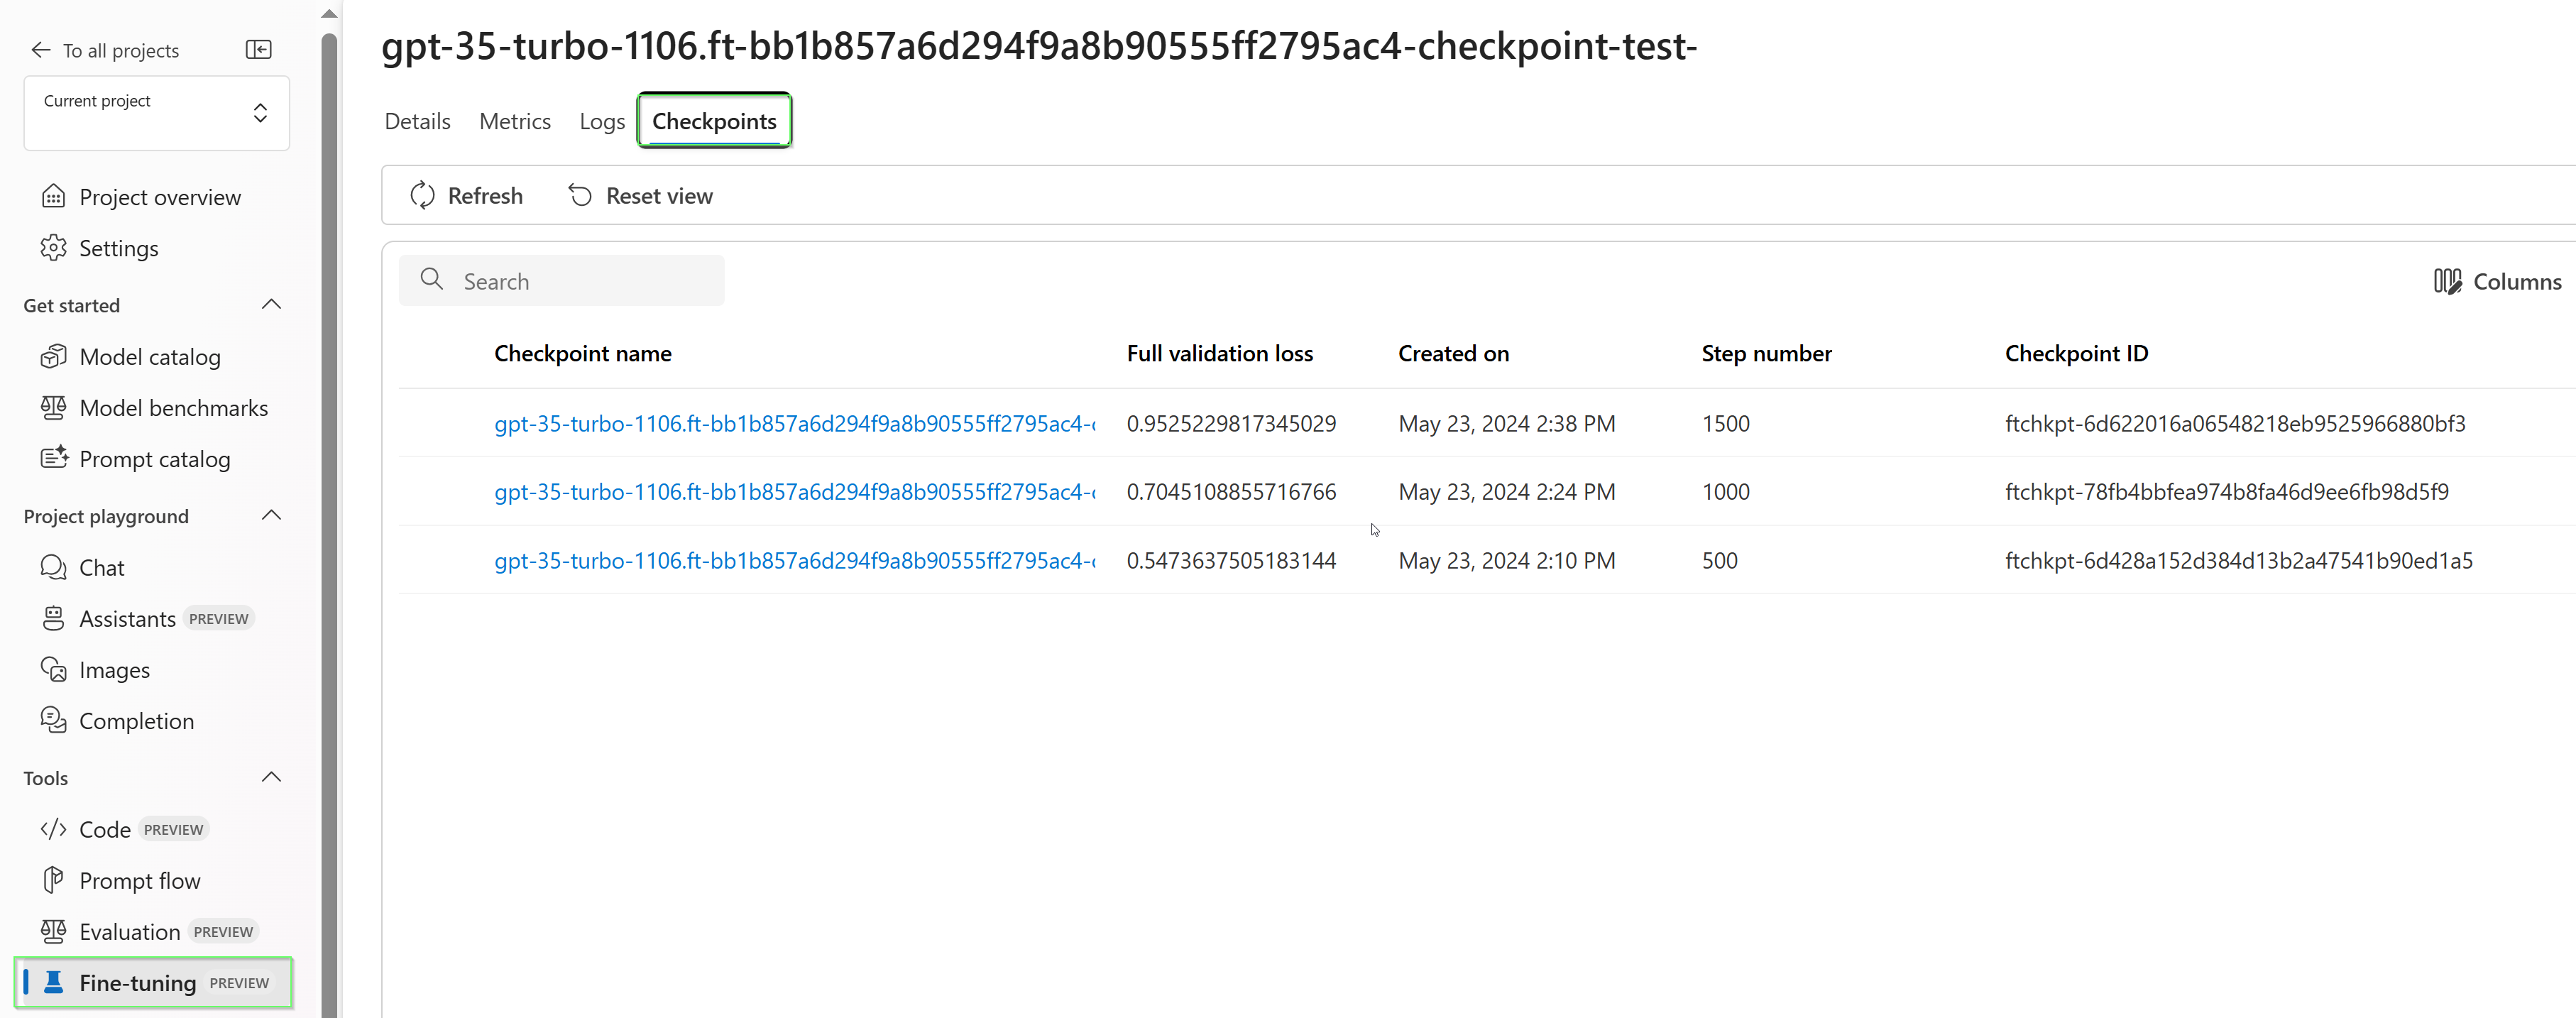 To all projects
Current project
Project overview
Settings
Get started
Model catalog
Model benchmarks
Prompt catalog
Project playground
Chat
Assistants PREVIEW
Images
Completion
Tools
Code PREVIEW
Prompt flow
Evaluation PREVIEW
Fine-tuning PREVIEW
gpt-35-turbo-1106.ft-bb1b857a6d294f9a8b90555ff2795ac4-checkpoint-test-
Details Metrics Logs Checkpoints
Refresh Reset view
Search Columns
Checkpoint name Full validation loss Created on Step number Checkpoint ID
gpt-35-turbo-1106.ft-bb1b857a6d294f9a8b90555ff2795ac4-c 0.9525229817345029 May 23, 2024 2:38 PM 1500 ftchkpt-6d622016a06548218eb9525966880bf3
gpt-35-turbo-1106.ft-bb1b857a6d294f9a8b90555ff2795ac4-c 0.7045108855716766 May 23, 2024 2:24 PM 1000 ftchkpt-78fb4bbfea974b8fa46d9ee6fb98d5f9
gpt-35-turbo-1106.ft-bb1b857a6d294f9a8b90555ff2795ac4-c 0.5473637505183144 May 23, 2024 2:10 PM 500 ftchkpt-6d428a152d384d13b2a47541b90ed1a5